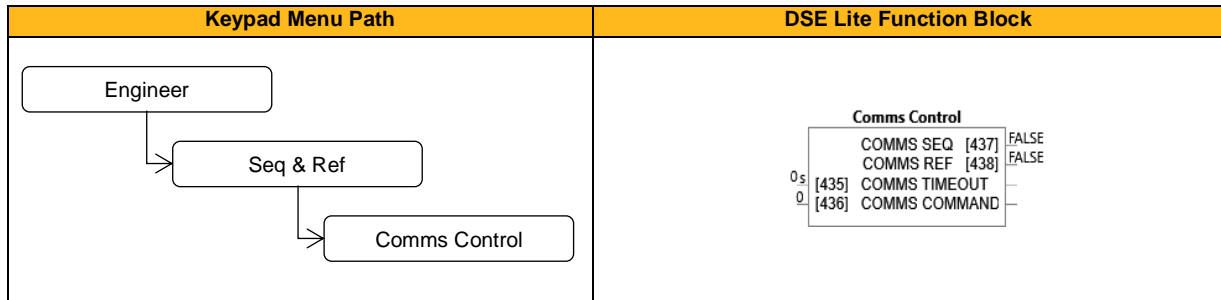 Keypad Menu Path
DSE Lite Function Block
Engineer
Seq & Ref
Comms Control
Comms Control
COMMS SEQ [437] FALSE
COMMS REF [438] FALSE
0s [435] COMMS TIMEOUT
0 [436] COMMS COMMAND